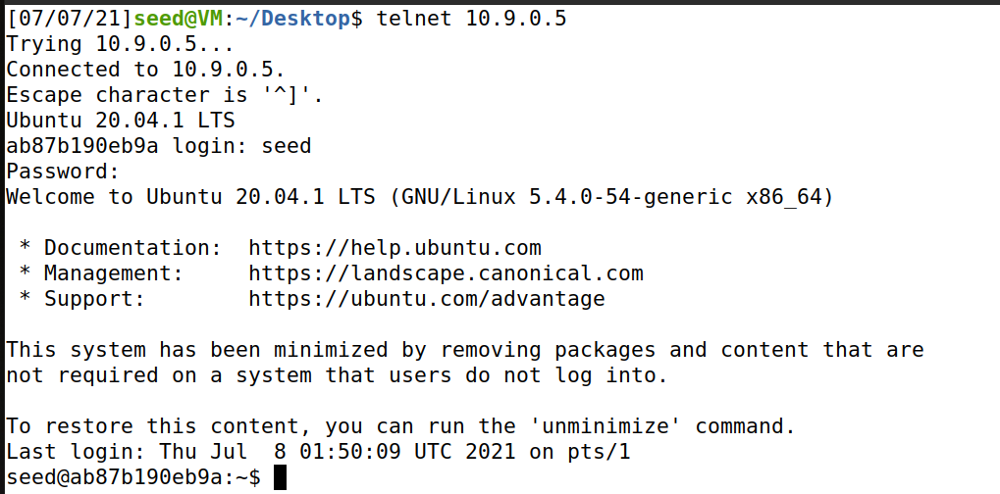 [07/07/21]seed@VM:~/Desktop$ telnet 10.9.0.5
Trying 10.9.0.5...
Connected to 10.9.0.5.
Escape character is '^]'.
Ubuntu 20.04.1 LTS
ab87b190eb9a login: seed
Password:
Welcome to Ubuntu 20.04.1 LTS (GNU/Linux 5.4.0-54-generic x86_64)

 * Documentation:  https://help.ubuntu.com
 * Management:     https://landscape.canonical.com
 * Support:        https://ubuntu.com/advantage

This system has been minimized by removing packages and content that are
not required on a system that users do not log into.

To restore this content, you can run the 'unminimize' command.
Last login: Thu Jul  8 01:50:09 UTC 2021 on pts/1
seed@ab87b190eb9a:~$